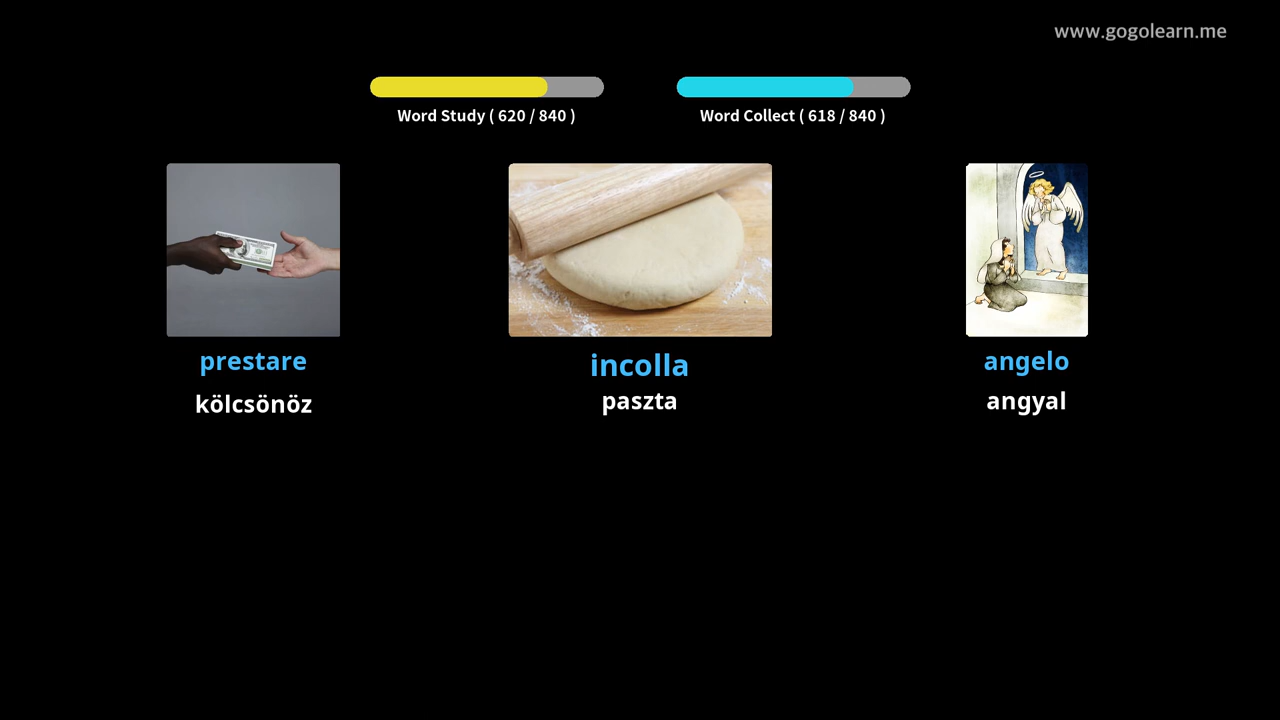 www.gogolearn.me
Word Study ( 620 / 840 )
Word Collect ( 618 / 840 )
prestare
kölcsönöz
incolla
paszta
angelo
angyal